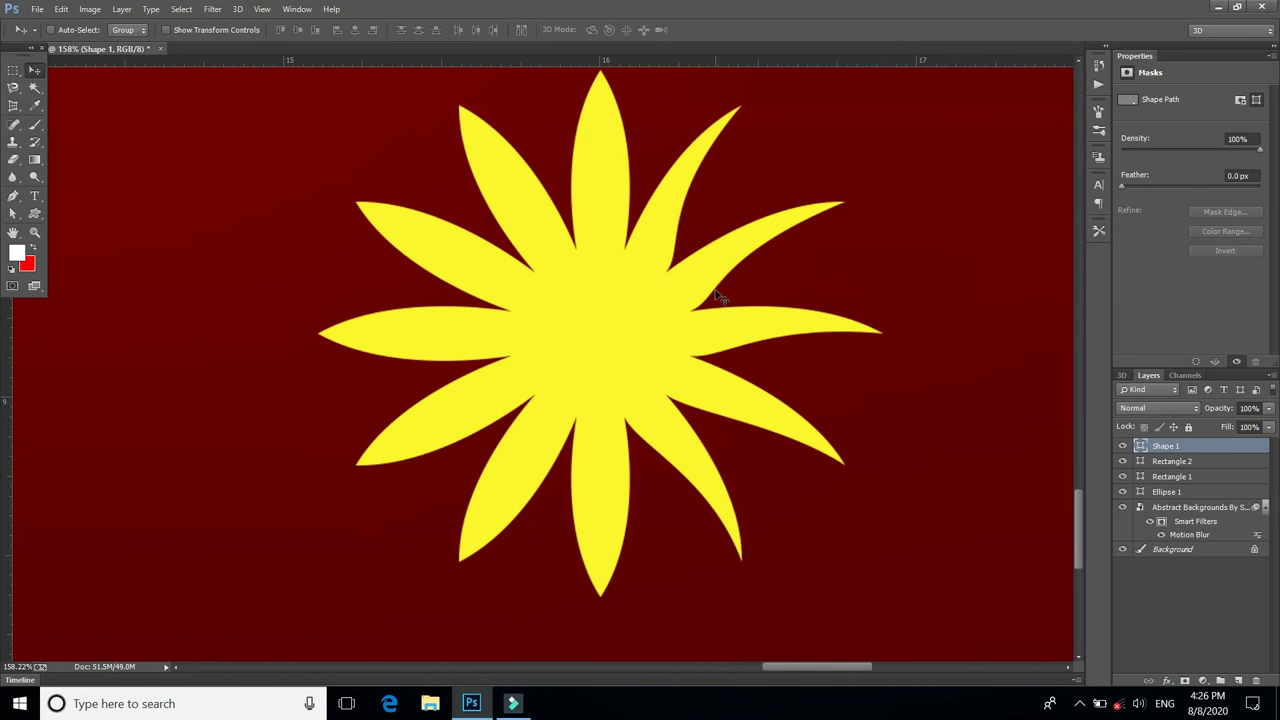 Ps File Edit Image Layer Type Select Filter 3D View Window Help
Auto-Select: Group Show Transform Controls 3D Mode: 3D
@ 158% (Shape 1, RGB/8) * ×
15 16 17
Properties
Masks
Shape Path
Density: 100%
Feather: 0.0 px
Refine: Mask Edge...
Color Range...
Invert
3D Layers Channels
Kind
Normal Opacity: 100%
Lock: Fill: 100%
Shape 1
Rectangle 2
Rectangle 1
Ellipse 1
Abstract Backgrounds By S...
Smart Filters
Motion Blur
Background
158.22% Doc: 51.5M/49.0M
Timeline
Type here to search
4:26 PM
8/8/2020